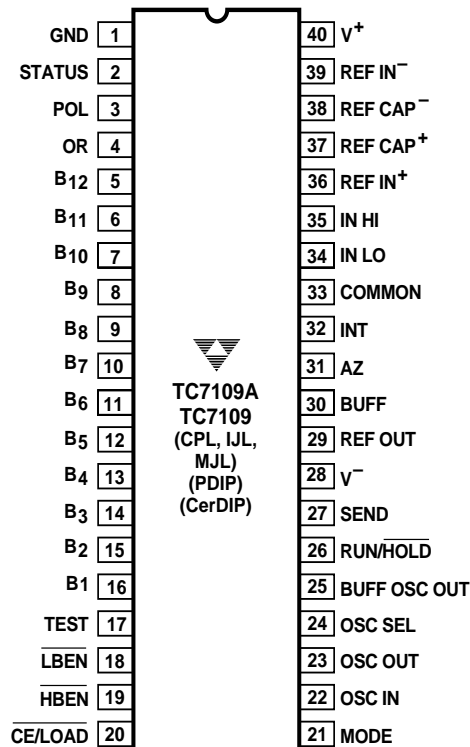 GND 1
STATUS 2
POL 3
OR 4
B12 5
B11 6
B10 7
B9 8
B8 9
B7 10
B6 11
B5 12
B4 13
B3 14
B2 15
B1 16
TEST 17
LBEN 18
HBEN 19
CE/LOAD 20
TC7109A
TC7109
(CPL, IJL,
MJL)
(PDIP)
(CerDIP)
40 V+
39 REF IN–
38 REF CAP–
37 REF CAP+
36 REF IN+
35 IN HI
34 IN LO
33 COMMON
32 INT
31 AZ
30 BUFF
29 REF OUT
28 V–
27 SEND
26 RUN/HOLD
25 BUFF OSC OUT
24 OSC SEL
23 OSC OUT
22 OSC IN
21 MODE